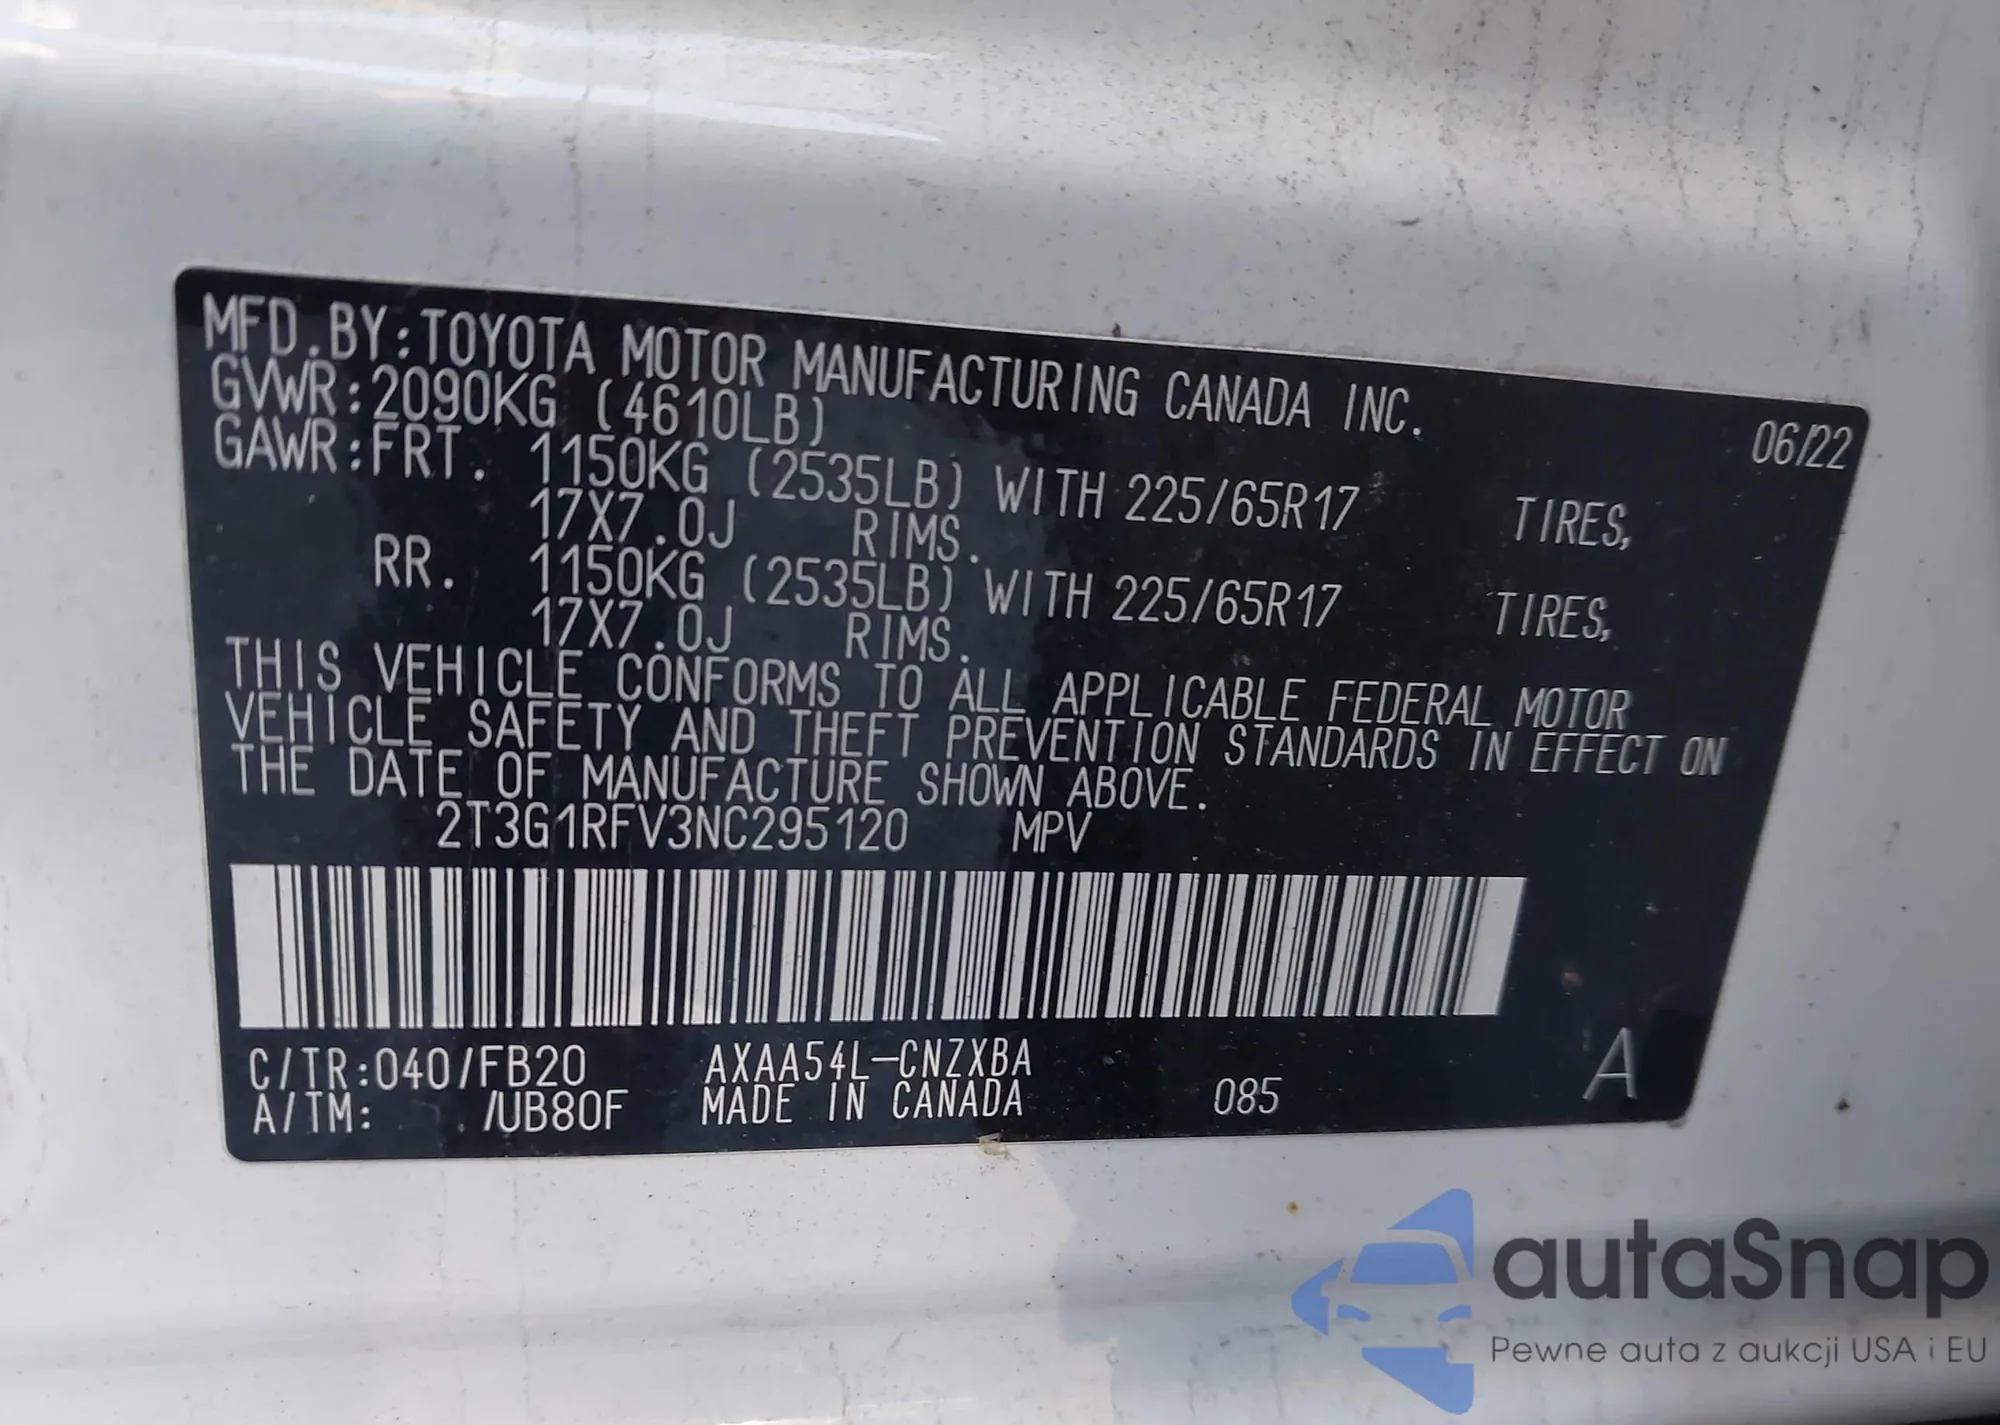 MFD.BY:TOYOTA MOTOR MANUFACTURING CANADA INC. 06/22
GVWR:2090KG (4610LB)
GAWR:FRT. 1150KG (2535LB) WITH 225/65R17 TIRES,
17X7.0J RIMS.
RR. 1150KG (2535LB) WITH 225/65R17 TIRES,
17X7.0J RIMS.
THIS VEHICLE CONFORMS TO ALL APPLICABLE FEDERAL MOTOR
VEHICLE SAFETY AND THEFT PREVENTION STANDARDS IN EFFECT ON
THE DATE OF MANUFACTURE SHOWN ABOVE.
2T3G1RFV3NC295120 MPV
C/TR:040/FB20 AXAA54L-CNZXBA
A/TM: /UB80F MADE IN CANADA 085 A
autaSnap
Pewne auta z aukcji USA i EU